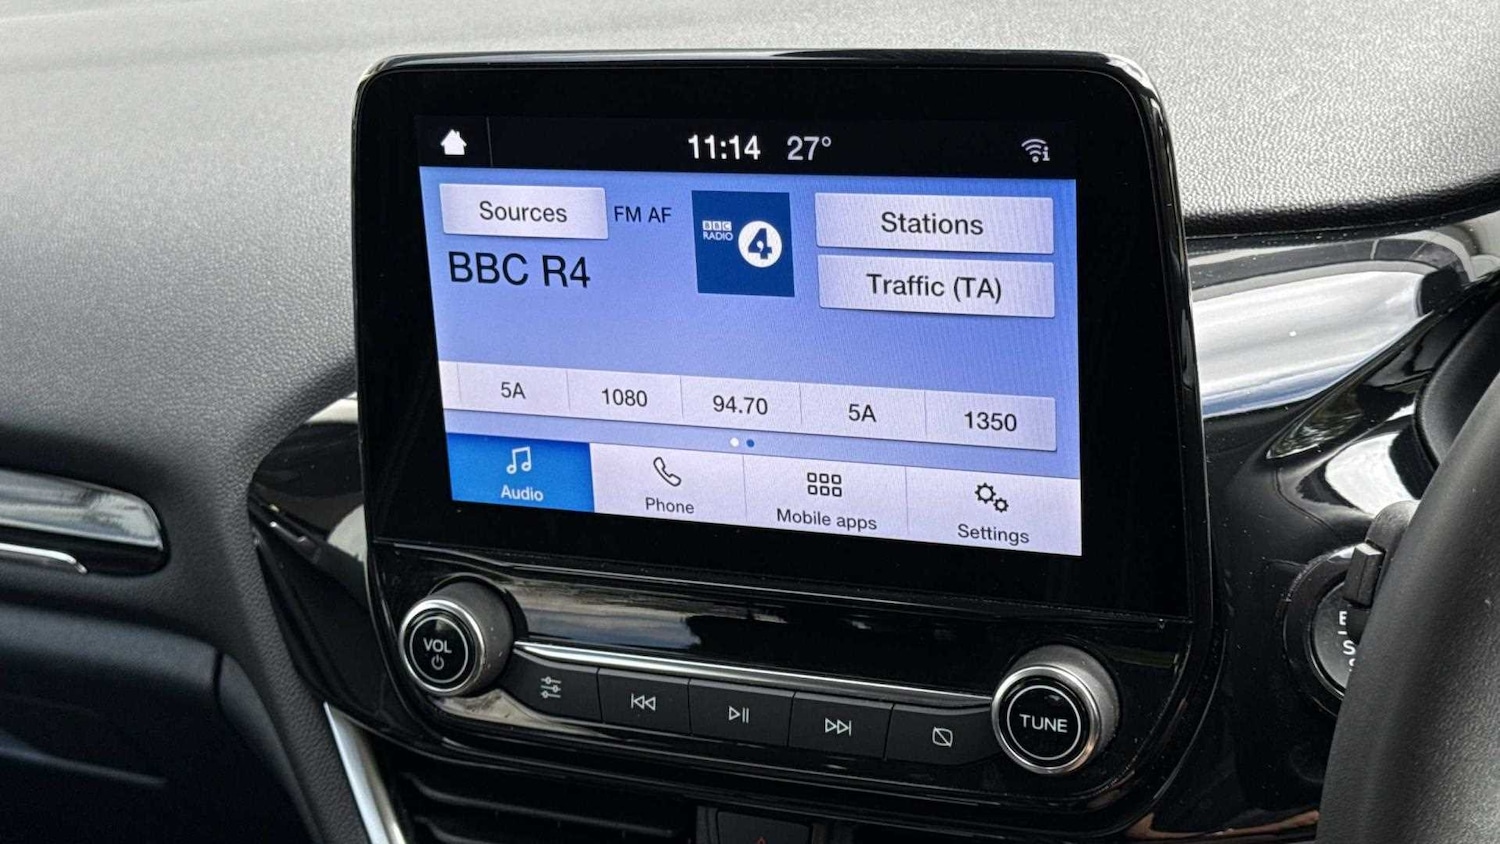 11:14 27°
Sources FM AF
BBC
RADIO 4
Stations
BBC R4
Traffic (TA)
5A 1080 94.70 5A 1350
Audio Phone Mobile apps Settings
VOL
TUNE